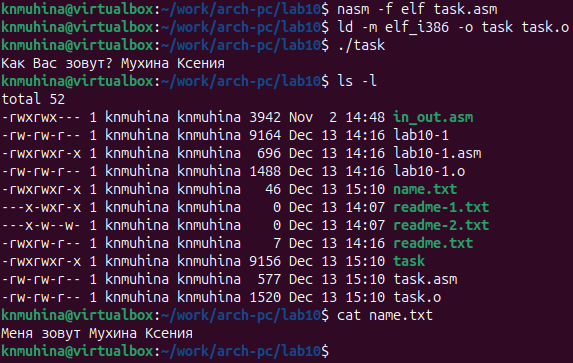 knmuhina@virtualbox:~/work/arch-pc/lab10$ nasm -f elf task.asm
knmuhina@virtualbox:~/work/arch-pc/lab10$ ld -m elf_i386 -o task task.o
knmuhina@virtualbox:~/work/arch-pc/lab10$ ./task
Как Вас зовут? Мухина Ксения
knmuhina@virtualbox:~/work/arch-pc/lab10$ ls -l
total 52
-rwxrwx--- 1 knmuhina knmuhina 3942 Nov  2 14:48 in_out.asm
-rw-rw-r-- 1 knmuhina knmuhina 9164 Dec 13 14:16 lab10-1
-rwxrwxr-x 1 knmuhina knmuhina  696 Dec 13 14:16 lab10-1.asm
-rw-rw-r-- 1 knmuhina knmuhina 1488 Dec 13 14:16 lab10-1.o
-rwxrwxr-x 1 knmuhina knmuhina   46 Dec 13 15:10 name.txt
---x-wxr-x 1 knmuhina knmuhina    0 Dec 13 14:07 readme-1.txt
---x-w--w- 1 knmuhina knmuhina    0 Dec 13 14:07 readme-2.txt
-rwxrw-r-- 1 knmuhina knmuhina    7 Dec 13 14:16 readme.txt
-rwxrwxr-x 1 knmuhina knmuhina 9156 Dec 13 15:10 task
-rw-rw-r-- 1 knmuhina knmuhina  577 Dec 13 15:10 task.asm
-rw-rw-r-- 1 knmuhina knmuhina 1520 Dec 13 15:10 task.o
knmuhina@virtualbox:~/work/arch-pc/lab10$ cat name.txt
Меня зовут Мухина Ксения
knmuhina@virtualbox:~/work/arch-pc/lab10$